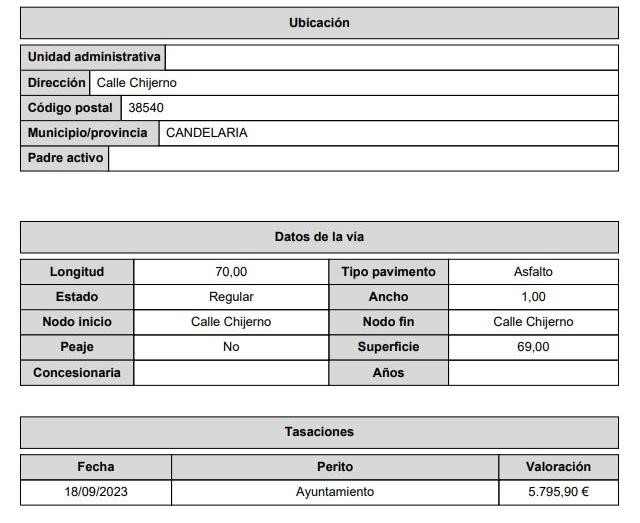 Ubicación
Unidad administrativa
Dirección Calle Chijerno
Código postal 38540
Municipio/provincia CANDELARIA
Padre activo
Datos de la vía
Longitud 70,00 Tipo pavimento Asfalto
Estado Regular Ancho 1,00
Nodo inicio Calle Chijerno Nodo fin Calle Chijerno
Peaje No Superficie 69,00
Concesionaria Años
Tasaciones
Fecha Perito Valoración
18/09/2023 Ayuntamiento 5.795,90 €